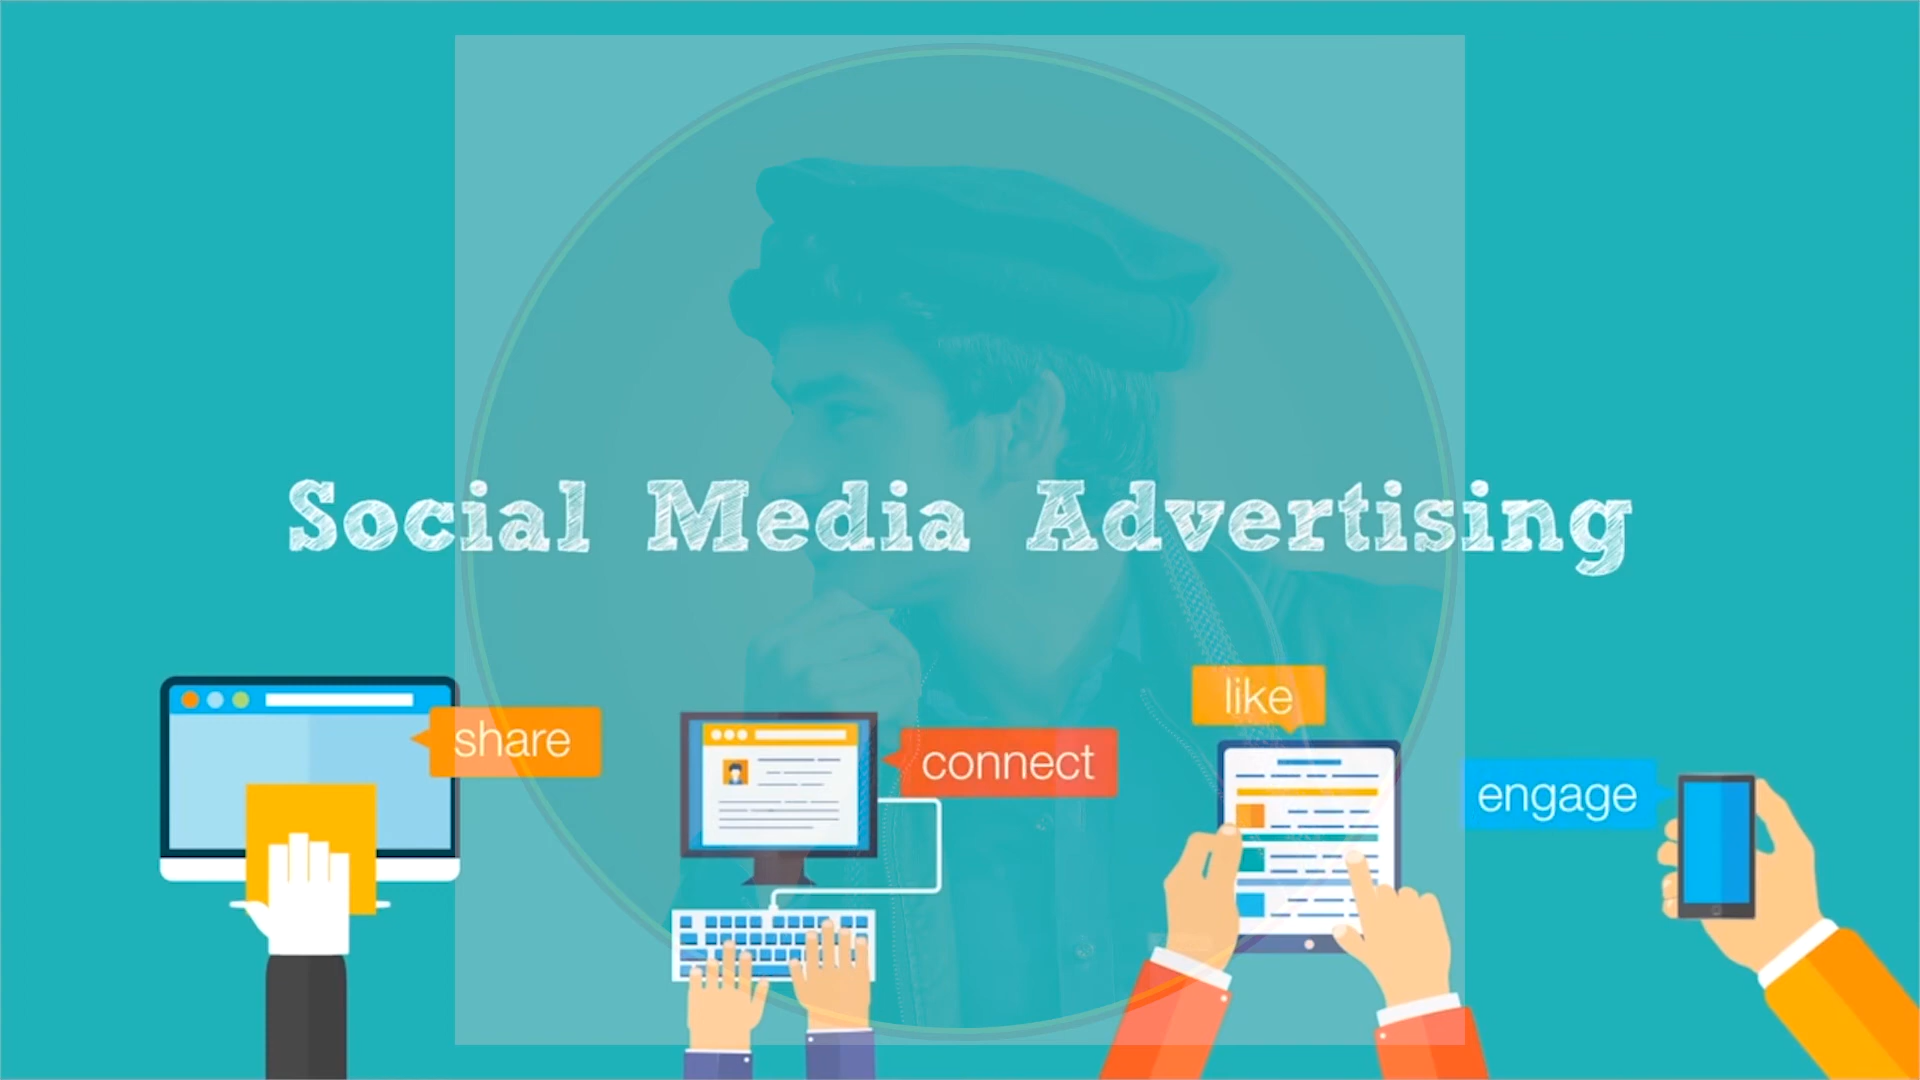 Social Media Advertising
share
connect
like
engage